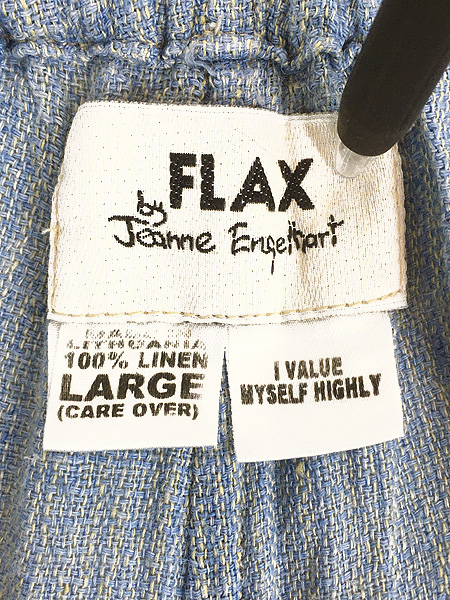 FLAX
by
Jeanne Engelhart
LITHUANIA
100% LINEN
LARGE
(CARE OVER)
I VALUE
MYSELF HIGHLY